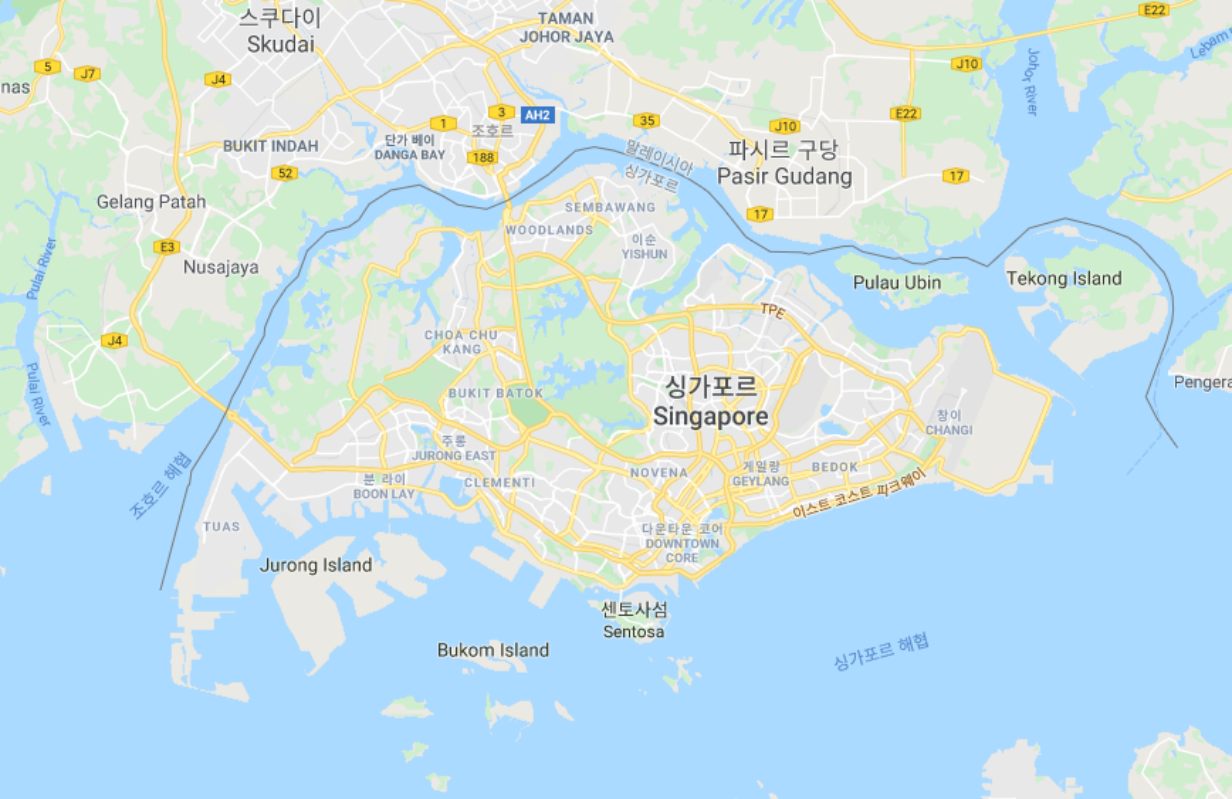 스쿠다이
Skudai
TAMAN
JOHOR JAYA
E22
5
J7
J4
nas
J10
Johor River
3
AH2
1
35
J10
E22
조호르
단가 베이
DANGA BAY
BUKIT INDAH
188
52
말레이시아
싱가포르
파시르 구당
Pasir Gudang
17
17
Gelang Patah
SEMBAWANG
WOODLANDS
이순
YISHUN
E3
Nusajaya
Pulai River
Pulau Ubin
Tekong Island
TPE
J4
CHOA CHU
KANG
Pulai River
BUKIT BATOK
싱가포르
Singapore
창이
CHANGI
주롱
JURONG EAST
조호르 해협
분 라이
BOON LAY
CLEMENTI
NOVENA
게일랑
GEYLANG
BEDOK
이스트 코스트 파크웨이
TUAS
다운타운 코어
DOWNTOWN
CORE
Jurong Island
센토사섬
Sentosa
Bukom Island
싱가포르 해협